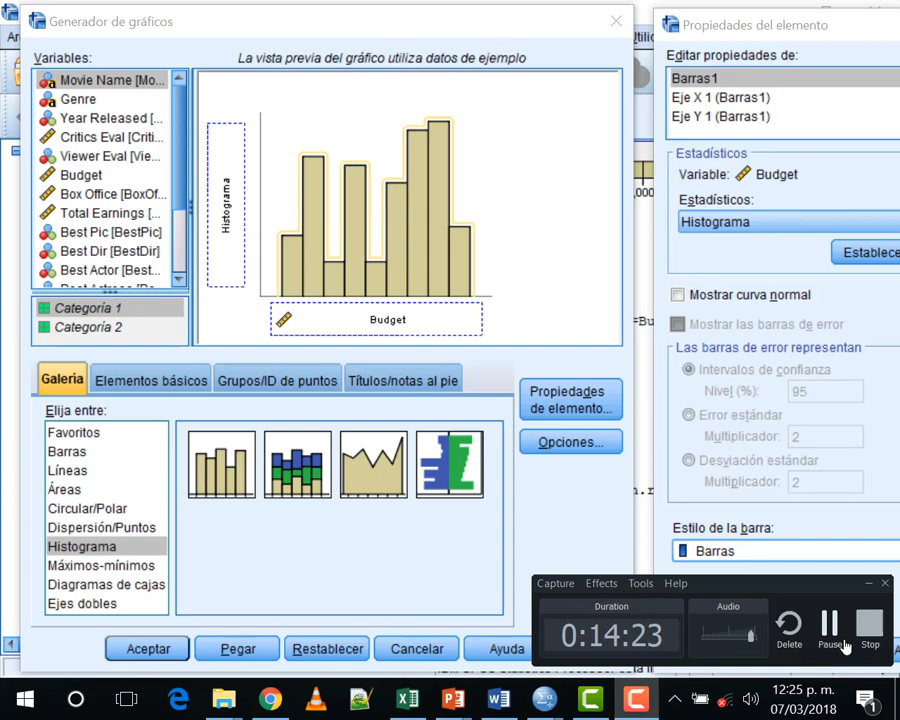 Generador de gráficos
Propiedades del elemento
Variables:
La vista previa del gráfico utiliza datos de ejemplo
Movie Name [Mo...
Genre
Year Released [...
Critics Eval [Criti...
Viewer Eval [Vie...
Budget
Box Office [BoxOf...
Total Earnings [...
Best Pic [BestPic]
Best Dir [BestDir]
Best Actor [Best...
Categoría 1
Categoría 2
Histograma
Budget
Editar propiedades de:
Barras1
Eje X 1 (Barras1)
Eje Y 1 (Barras1)
Estadísticos
Variable: Budget
Estadísticos:
Histograma
Establece
Mostrar curva normal
Mostrar las barras de error
Las barras de error representan
Intervalos de confianza
Nivel (%): 95
Error estándar
Multiplicador: 2
Desviación estándar
Multiplicador: 2
Estilo de la barra:
Barras
Galería
Elementos básicos
Grupos/ID de puntos
Títulos/notas al pie
Propiedades de elemento...
Opciones...
Elija entre:
Favoritos
Barras
Líneas
Áreas
Circular/Polar
Dispersión/Puntos
Histograma
Máximos-mínimos
Diagramas de cajas
Ejes dobles
Aceptar
Pegar
Restablecer
Cancelar
Ayuda
Capture Effects Tools Help
Duration
0:14:23
Audio
Delete
Pause
Stop
12:25 p. m.
07/03/2018
1